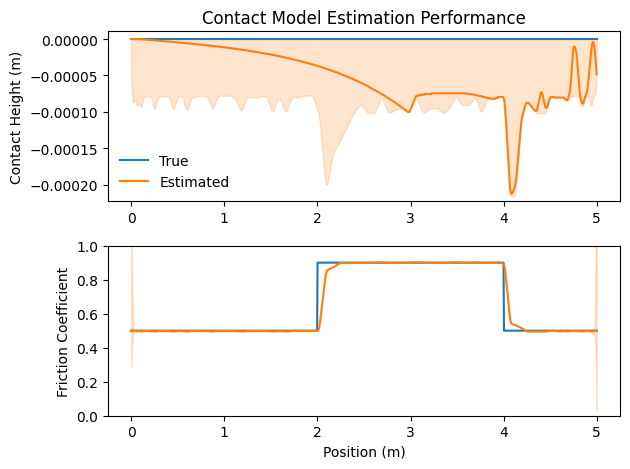 Contact Model Estimation Performance
Contact Height (m)
0.00000
−0.00005
−0.00010
−0.00015
−0.00020
True
Estimated
0 1 2 3 4 5
Friction Coefficient
1.0
0.8
0.6
0.4
0.2
0.0
0 1 2 3 4 5
Position (m)